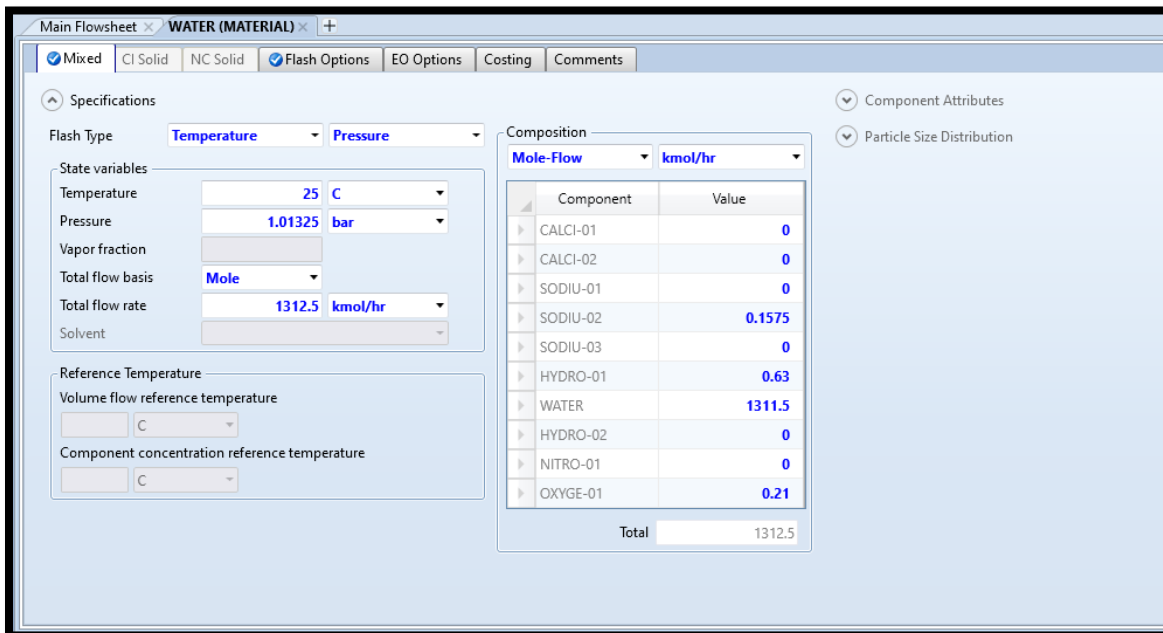 Main Flowsheet × WATER (MATERIAL) × +
Mixed CI Solid NC Solid Flash Options EO Options Costing Comments
Specifications
Flash Type Temperature Pressure
State variables
Temperature 25 C
Pressure 1.01325 bar
Vapor fraction
Total flow basis Mole
Total flow rate 1312.5 kmol/hr
Solvent
Reference Temperature
Volume flow reference temperature
C
Component concentration reference temperature
C
Composition
Mole-Flow kmol/hr
Component Value
CALCI-01 0
CALCI-02 0
SODIU-01 0
SODIU-02 0.1575
SODIU-03 0
HYDRO-01 0.63
WATER 1311.5
HYDRO-02 0
NITRO-01 0
OXYGE-01 0.21
Total 1312.5
Component Attributes
Particle Size Distribution